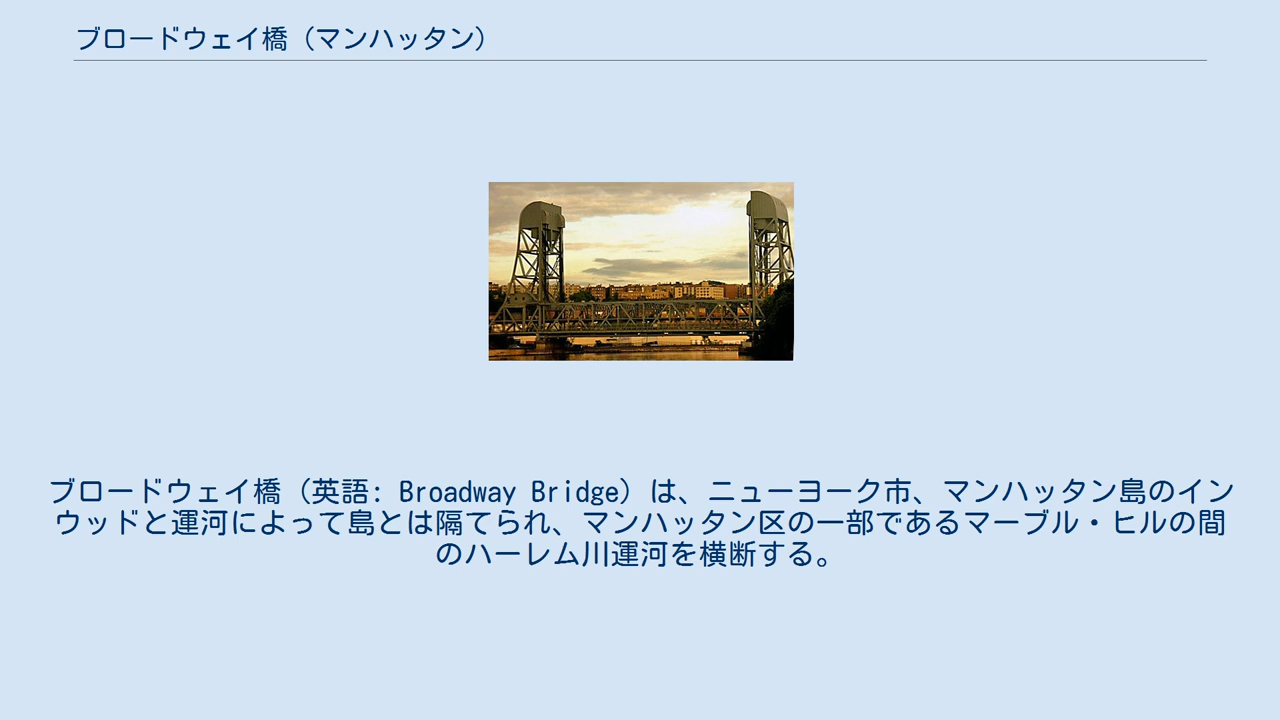 ブロードウェイ橋（マンハッタン）
ブロードウェイ橋（英語: Broadway Bridge）は、ニューヨーク市、マンハッタン島のイン
ウッドと運河によって島とは隔てられ、マンハッタン区の一部であるマーブル・ヒルの間
のハーレム川運河を横断する。